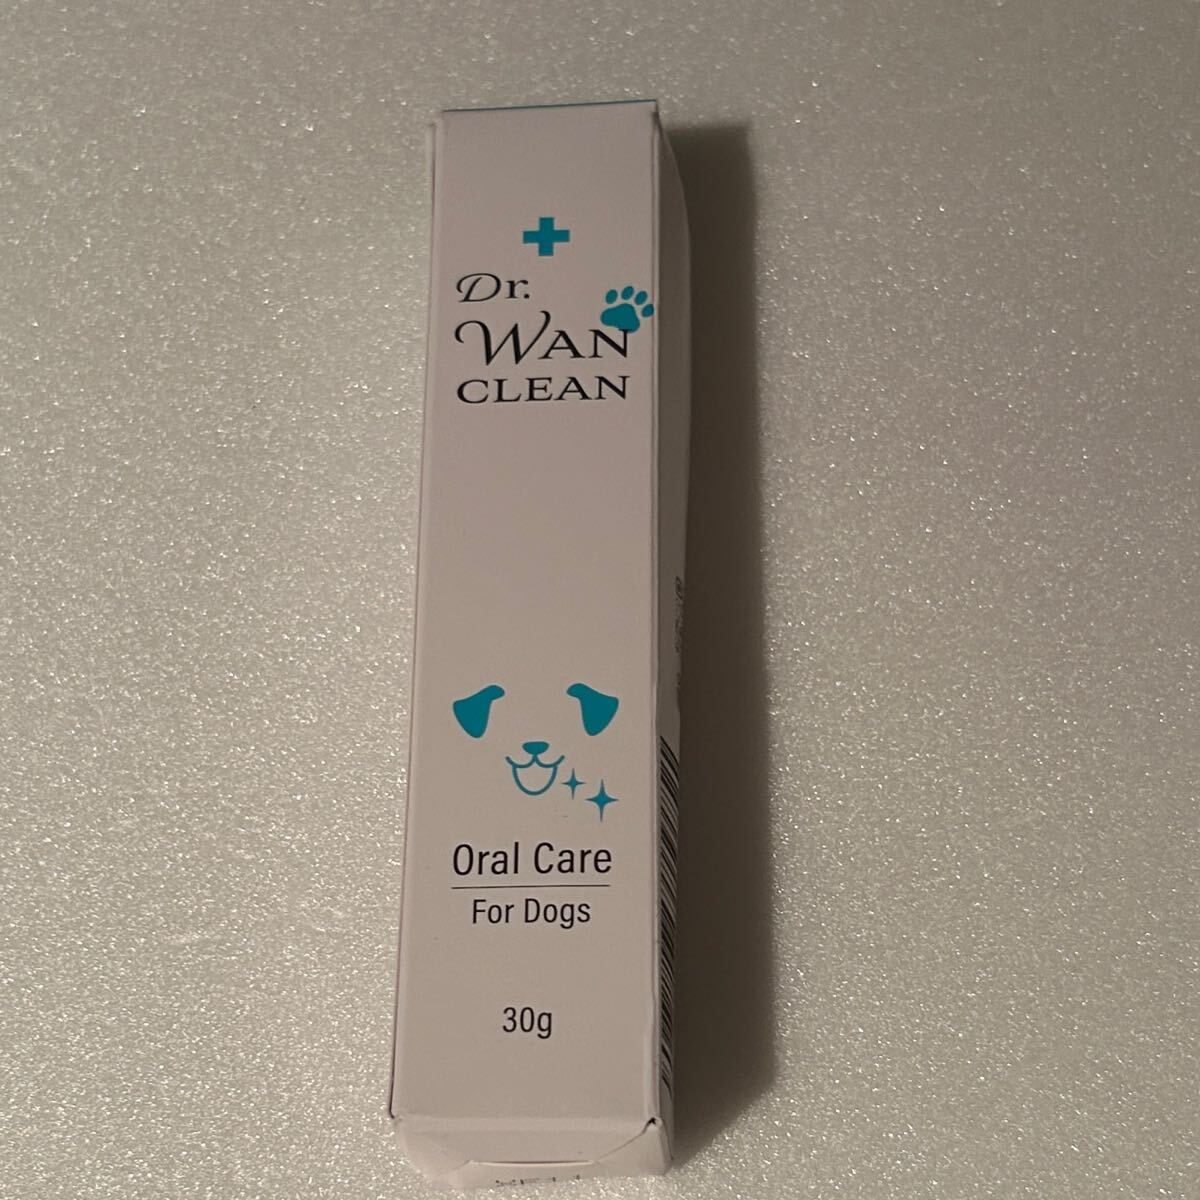 Dr.
WAN
CLEAN
Oral Care
For Dogs
30g